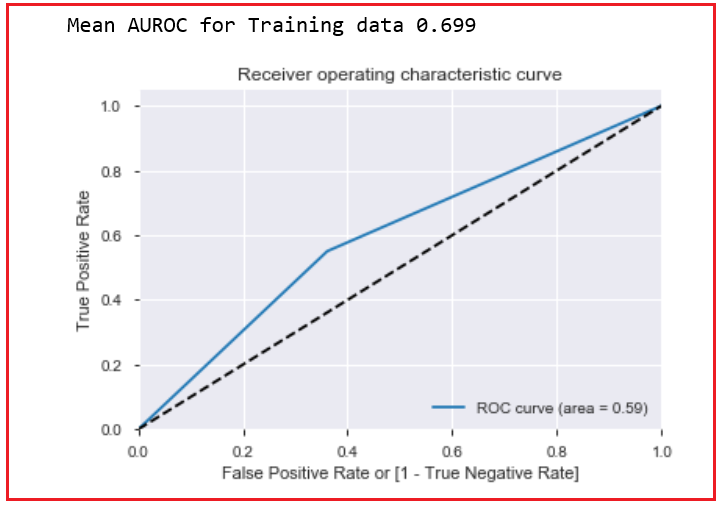 Mean AUROC for Training data 0.699
Receiver operating characteristic curve
True Positive Rate
1.0
0.8
0.6
0.4
0.2
0.0
ROC curve (area = 0.59)
0.0 0.2 0.4 0.6 0.8 1.0
False Positive Rate or [1 - True Negative Rate]